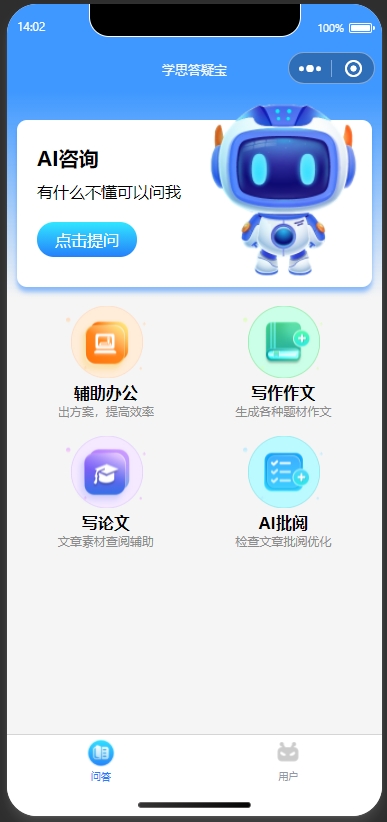 14:02
100%
学思答疑宝
AI咨询
有什么不懂可以问我
点击提问
辅助办公
出方案，提高效率
写作作文
生成各种题材作文
写论文
文章素材查阅辅助
AI批阅
检查文章批阅优化
问答
用户